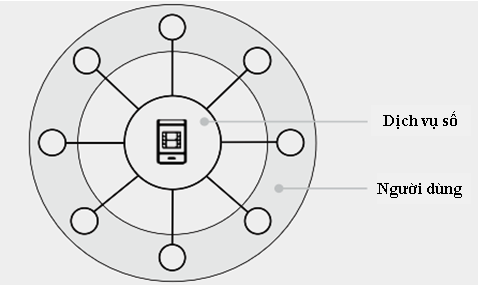 Dịch vụ số
Người dùng